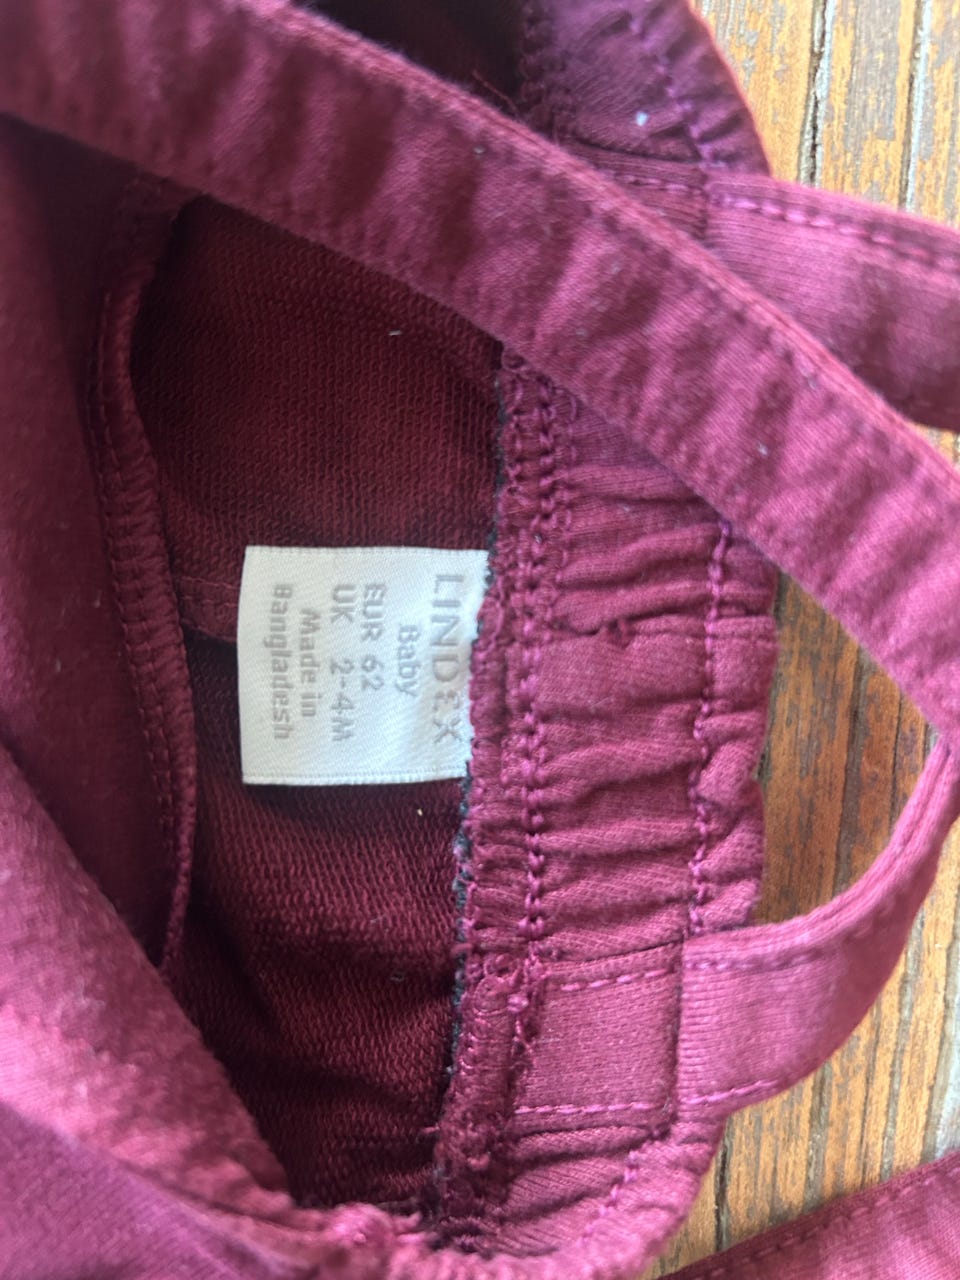 LINDEX
Baby
EUR 62
UK 2-4M
Made in
Bangladesh